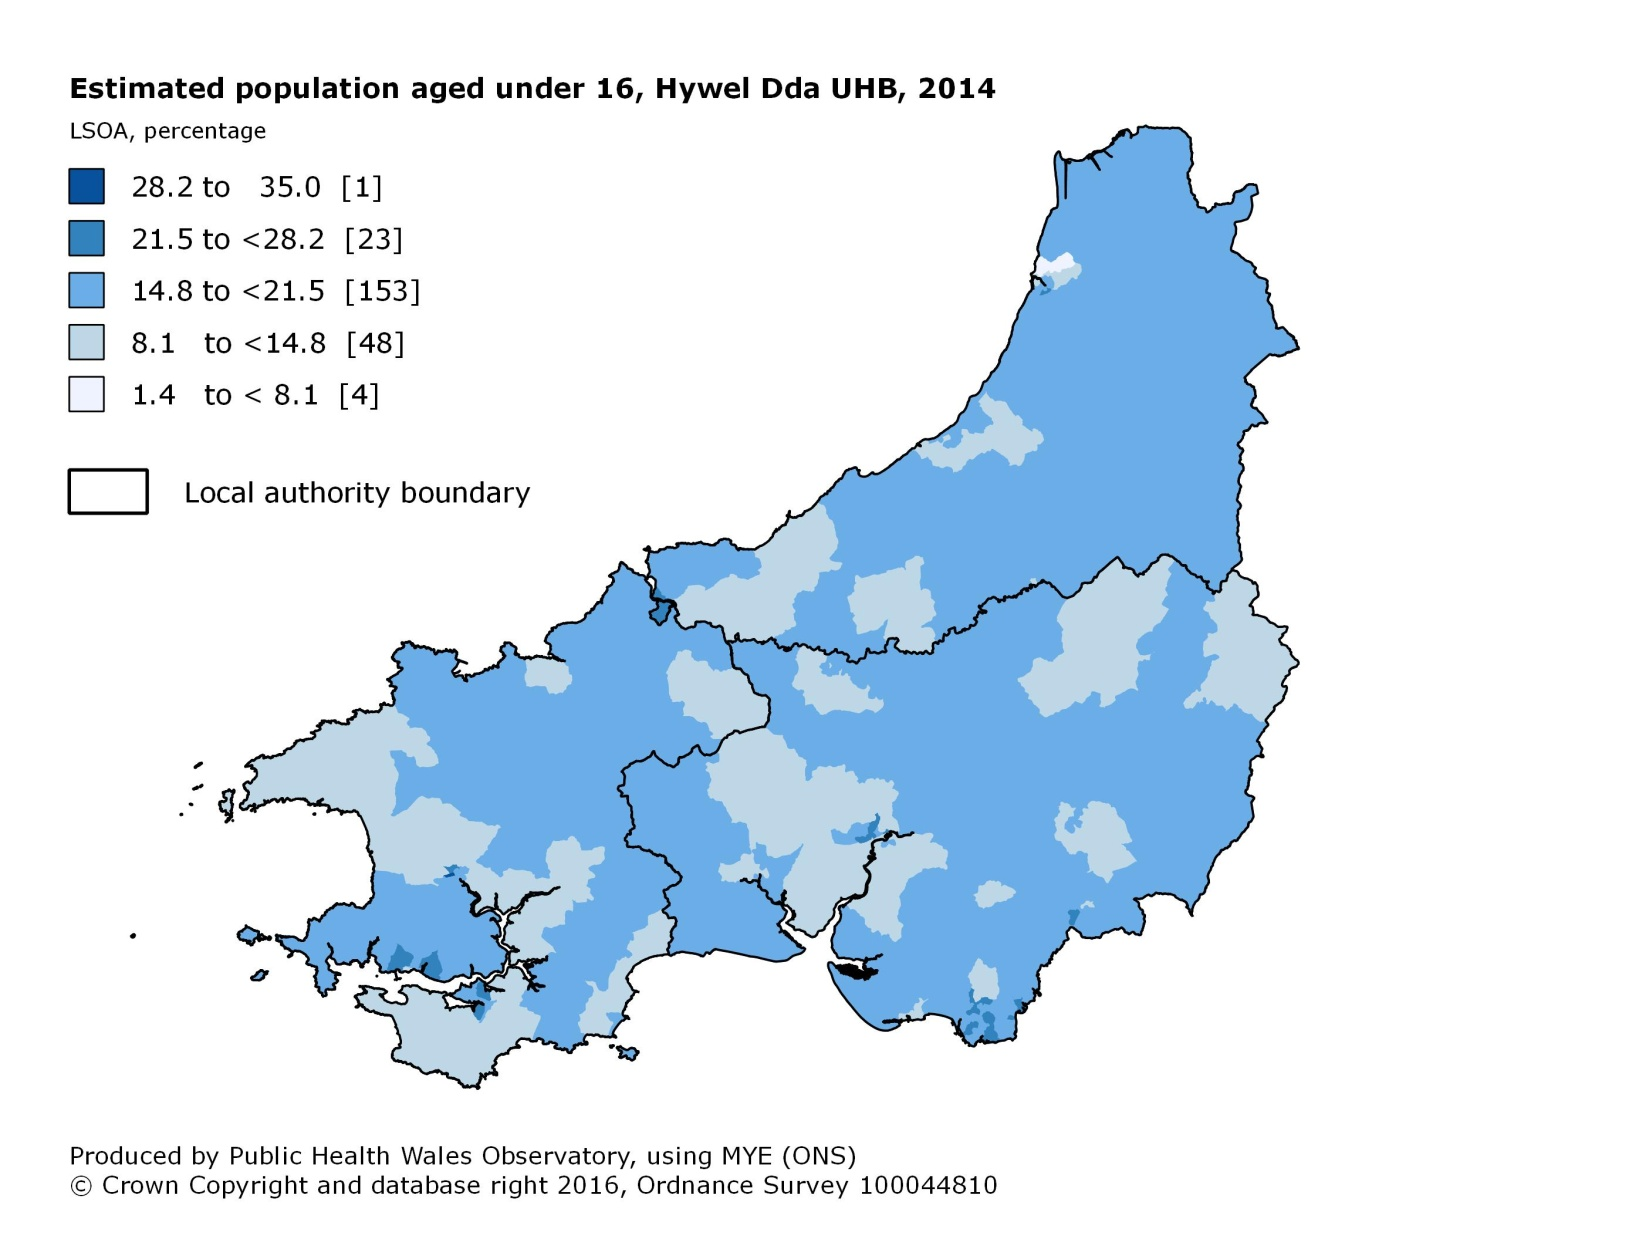 Estimated population aged under 16, Hywel Dda UHB, 2014
LSOA, percentage
28.2 to 35.0 [1]
21.5 to <28.2 [23]
14.8 to <21.5 [153]
8.1 to <14.8 [48]
1.4 to < 8.1 [4]
Local authority boundary
Produced by Public Health Wales Observatory, using MYE (ONS)
© Crown Copyright and database right 2016, Ordnance Survey 100044810